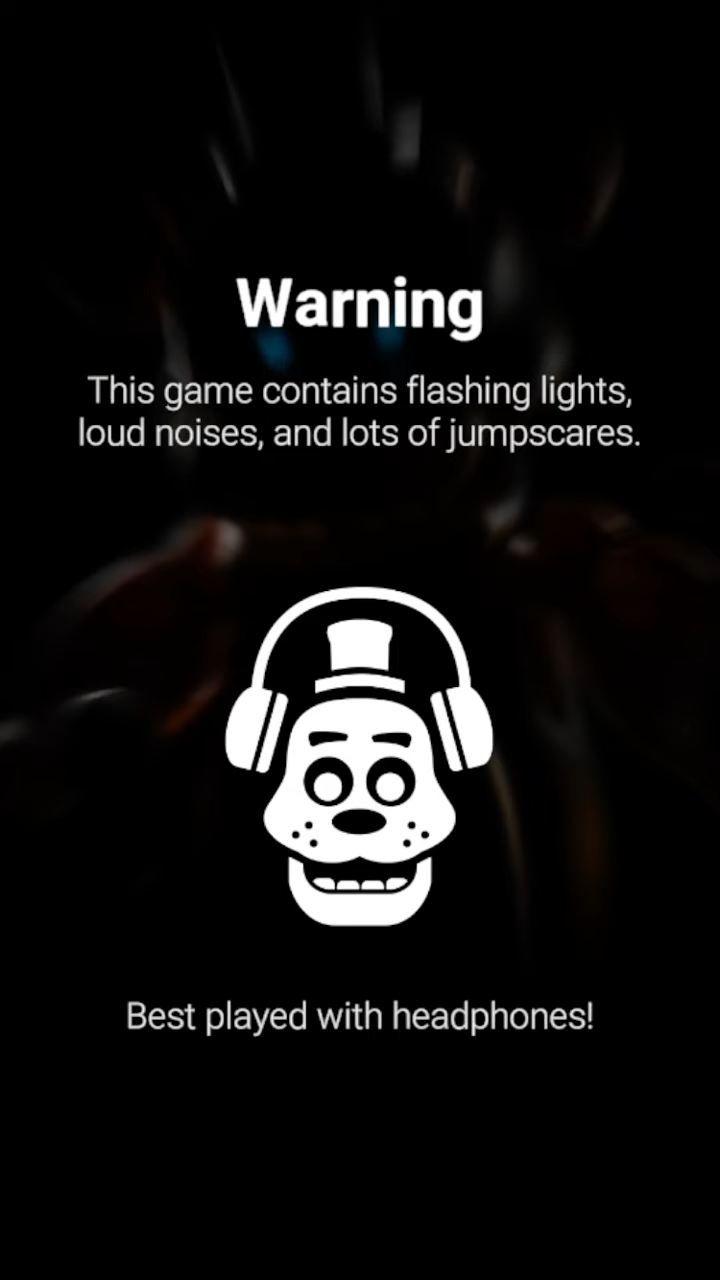 Warning
This game contains flashing lights,
loud noises, and lots of jumpscares.
Best played with headphones!